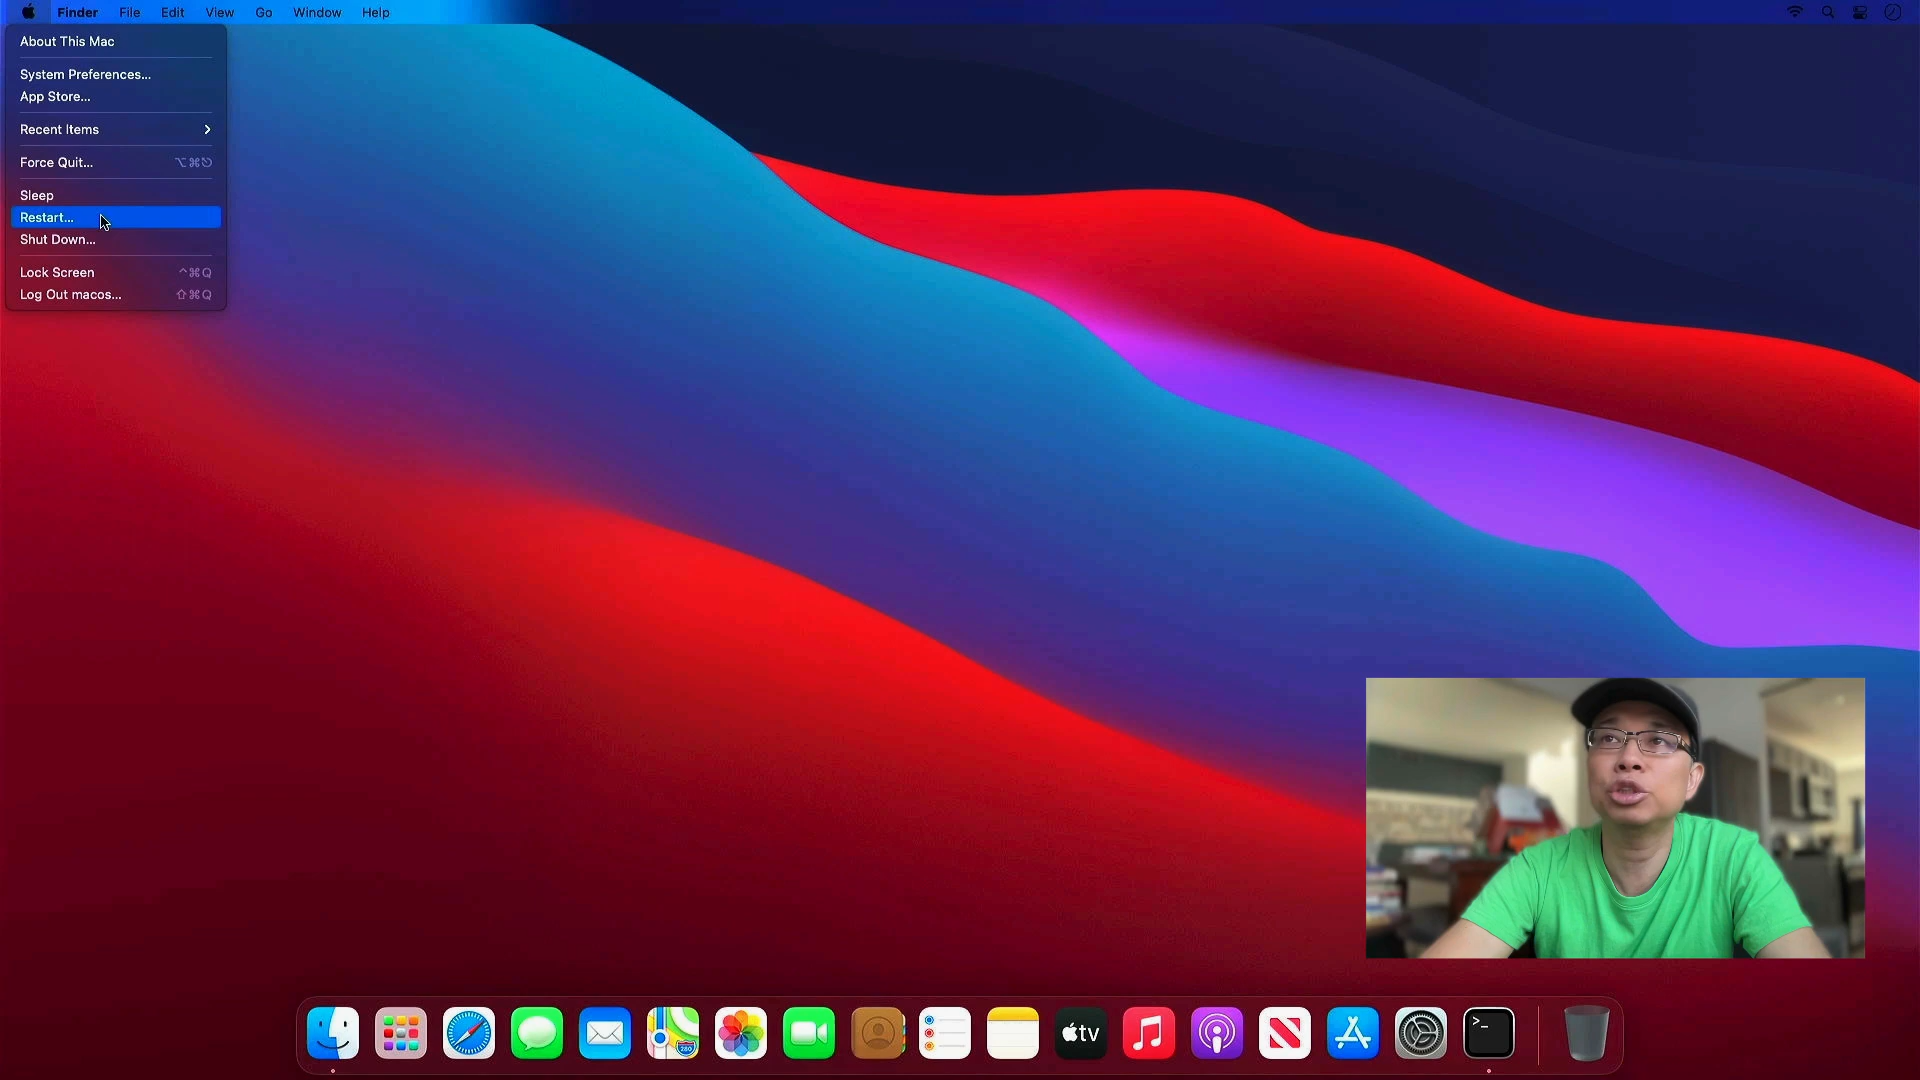 Finder File Edit View Go Window Help
About This Mac
System Preferences...
App Store...
Recent Items
Force Quit... ⌥⌘⎋
Sleep
Restart...
Shut Down...
Lock Screen ^⌘Q
Log Out macos... ⇧⌘Q
280
tv
>_